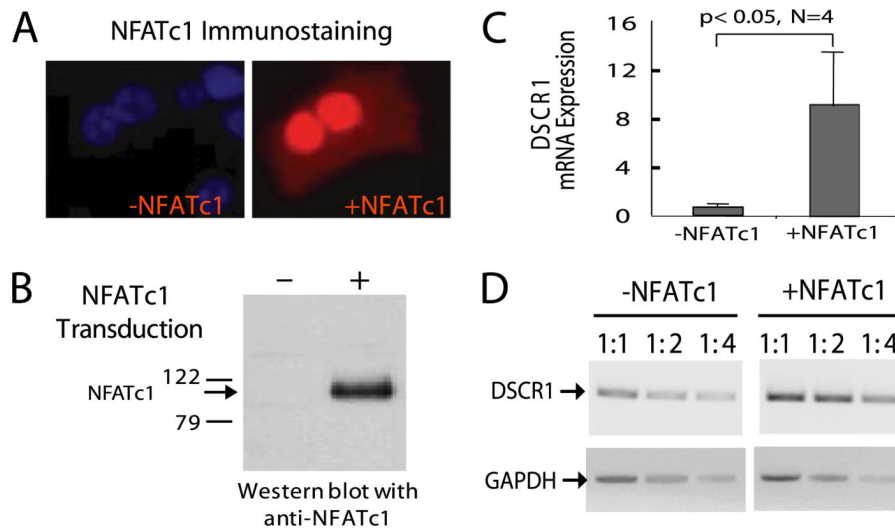 A
NFATc1 Immunostaining
-NFATc1
+NFATc1
B
NFATc1
Transduction
− +
122
NFATc1
79
Western blot with
anti-NFATc1
C
p< 0.05, N=4
DSCR1
mRNA Expression
16
12
8
4
0
-NFATc1 +NFATc1
D
-NFATc1 +NFATc1
1:1 1:2 1:4 1:1 1:2 1:4
DSCR1
GAPDH